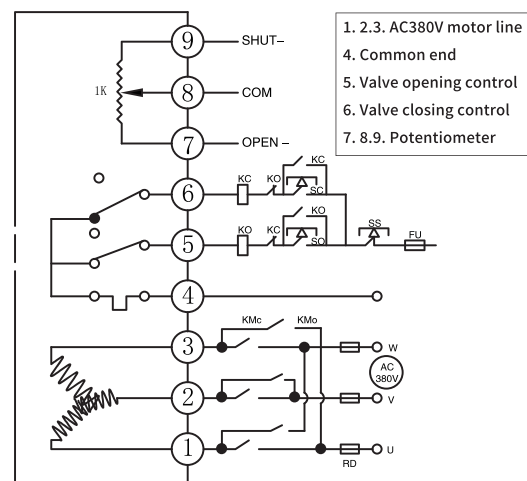 1. 2.3. AC380V motor line
4. Common end
5. Valve opening control
6. Valve closing control
7. 8.9. Potentiometer
9 SHUT–
1K 8 COM
7 OPEN –
KC
6 KC KO SC
KO SS
5 KO KC SO FU
4
KMc KMo
3 W
AC
380V
2 V
1 U
RD